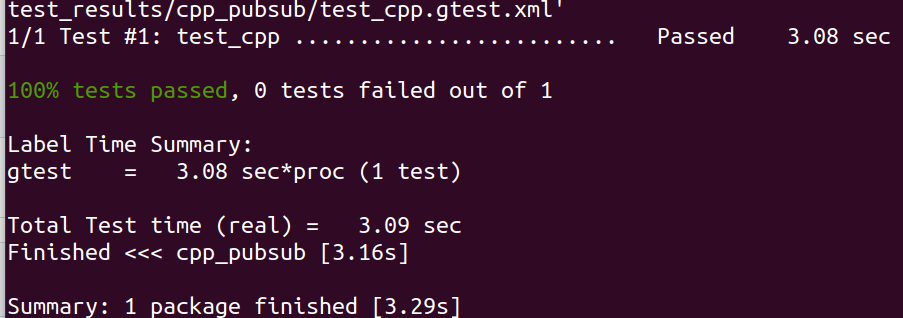 test_results/cpp_pubsub/test_cpp.gtest.xml'
1/1 Test #1: test_cpp .........................   Passed    3.08 sec
100% tests passed, 0 tests failed out of 1
Label Time Summary:
gtest    =   3.08 sec*proc (1 test)
Total Test time (real) =   3.09 sec
Finished <<< cpp_pubsub [3.16s]
Summary: 1 package finished [3.29s]